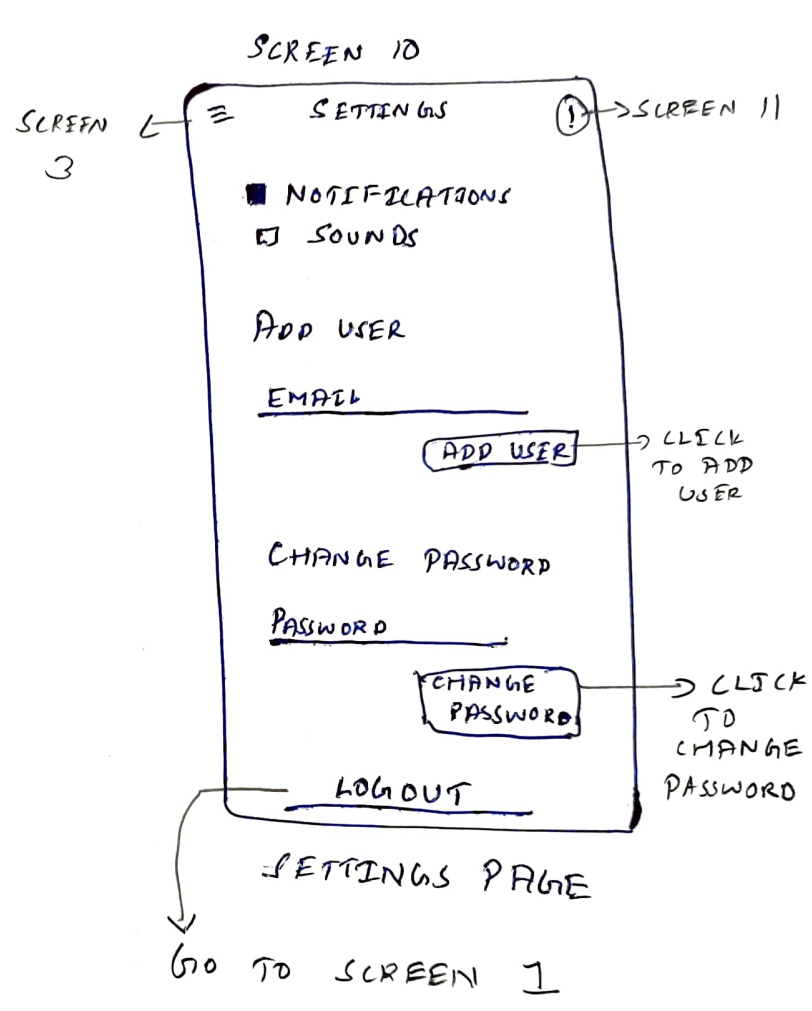 SCREEN 10
SETTINGS
!
SCREEN 11
SCREEN
3
NOTIFICATIONS
SOUNDS
ADD USER
EMAIL
ADD USER
CLICK
TO ADD
USER
CHANGE PASSWORD
PASSWORD
CHANGE
PASSWORD
CLICK
TO
CHANGE
PASSWORD
LOGOUT
SETTINGS PAGE
GO TO SCREEN 1